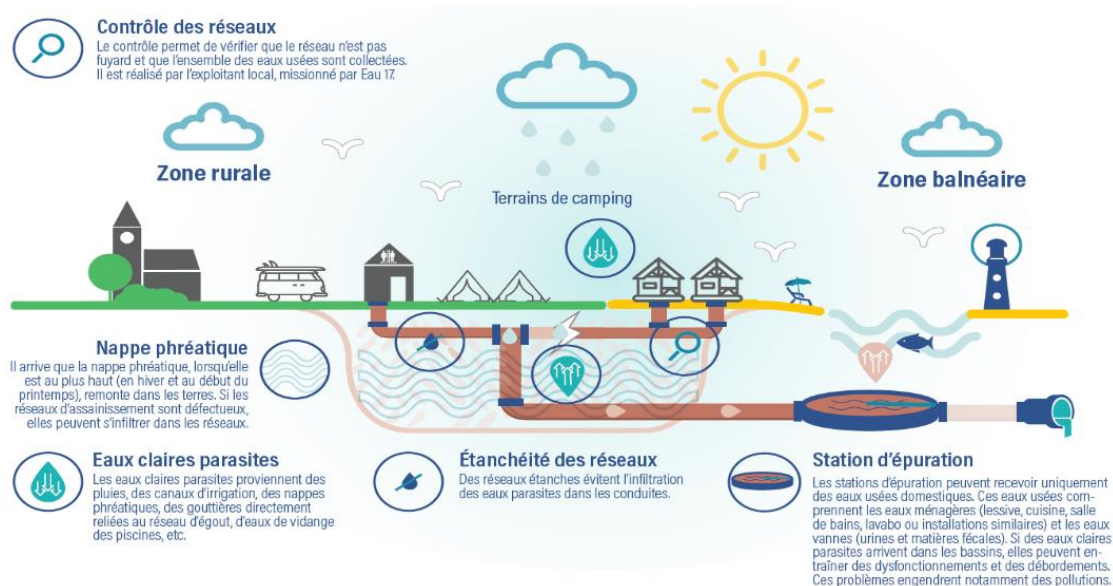 Contrôle des réseaux
Le contrôle permet de vérifier que le réseau n'est pas
fuyard et que l'ensemble des eaux usées sont collectées.
Il est réalisé par l'exploitant local, missionné par Eau 17.
Zone rurale
Terrains de camping
Zone balnéaire
Nappe phréatique
Il arrive que la nappe phréatique, lorsqu'elle
est au plus haut (en hiver et au début du
printemps), remonte dans les terres. Si les
réseaux d'assainissement sont défectueux,
elles peuvent s'infiltrer dans les réseaux.
Eaux claires parasites
Les eaux claires parasites proviennent des
pluies, des canaux d'irrigation, des nappes
phréatiques, des gouttières directement
reliées au réseau d'égout, d'eaux de vidange
des piscines, etc.
Étanchéité des réseaux
Des réseaux étanches évitent l'infiltration
des eaux parasites dans les conduites.
Station d'épuration
Les stations d'épuration peuvent recevoir uniquement
des eaux usées domestiques. Ces eaux usées com-
prennent les eaux ménagères (lessive, cuisine, salle
de bains, lavabo ou installations similaires) et les eaux
vannes (urines et matières fécales). Si des eaux claires
parasites arrivent dans les bassins, elles peuvent en-
traîner des dysfonctionnements et des débordements.
Ces problèmes engendrent notamment des pollutions.